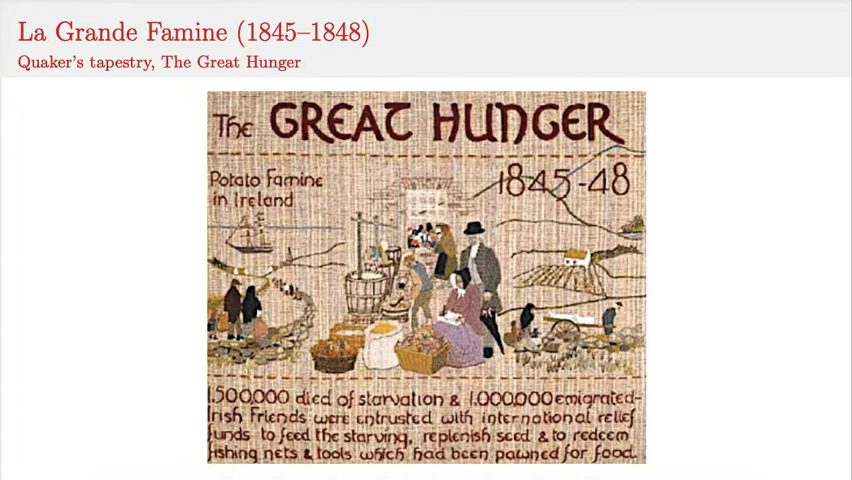 La Grande Famine (1845–1848)
Quaker's tapestry, The Great Hunger
The GREAT HUNGER
Potato Famine
in Ireland
1845-48
1,500,000 died of starvation & 1,000,000 emigrated-
Irish Friends were entrusted with international relief
funds to feed the starving, replenish seed & to redeem
fishing nets & tools which had been pawned for food.